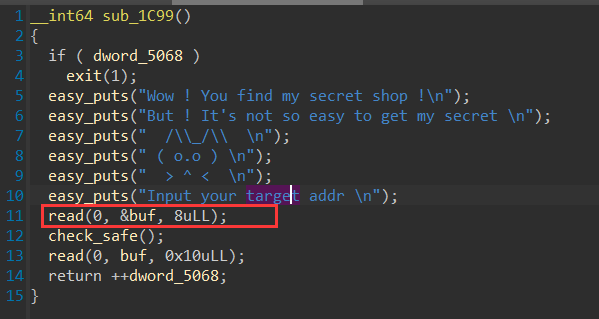 1 __int64 sub_1C99()
2 {
3   if ( dword_5068 )
4     exit(1);
5   easy_puts("Wow ! You find my secret shop !\n");
6   easy_puts("But ! It's not so easy to get my secret \n");
7   easy_puts("  /\\_/\\  \n");
8   easy_puts(" ( o.o ) \n");
9   easy_puts("  > ^ <  \n");
10   easy_puts("Input your target addr \n");
11   read(0, &buf, 8uLL);
12   check_safe();
13   read(0, buf, 0x10uLL);
14   return ++dword_5068;
15 }